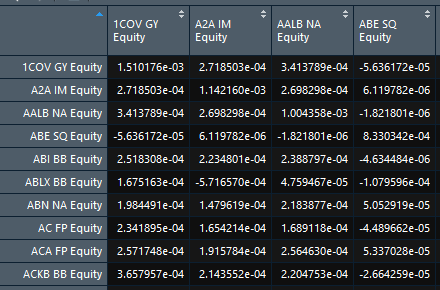 1COV GY Equity A2A IM Equity AALB NA Equity ABE SQ Equity
1COV GY Equity 1.510176e-03 2.718503e-04 3.413789e-04 -5.636172e-05
A2A IM Equity 2.718503e-04 1.142160e-03 2.698298e-04 6.119782e-06
AALB NA Equity 3.413789e-04 2.698298e-04 1.004358e-03 -1.821801e-06
ABE SQ Equity -5.636172e-05 6.119782e-06 -1.821801e-06 8.330342e-04
ABI BB Equity 2.518308e-04 2.234801e-04 2.388797e-04 -4.634484e-06
ABLX BB Equity 1.675163e-04 -5.716570e-04 4.759467e-05 -1.079596e-04
ABN NA Equity 1.984491e-04 1.479619e-04 2.183877e-04 5.052919e-05
AC FP Equity 2.341895e-04 1.654214e-04 1.689118e-04 -4.489662e-05
ACA FP Equity 2.571748e-04 1.915784e-04 2.564630e-04 5.337028e-05
ACKB BB Equity 3.657957e-04 2.143552e-04 2.204753e-04 -2.664259e-05